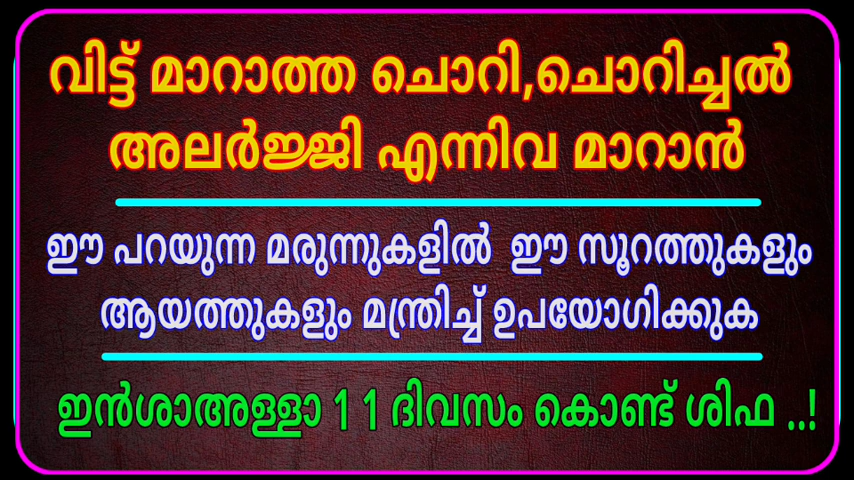 വിട്ട് മാറാത്ത ചൊറി,ചൊറിച്ചൽ
അലർജ്ജി എന്നിവ മാറാൻ
ഈ പറയുന്ന മരുന്നുകളിൽ ഈ സൂറത്തുകളും
ആയത്തുകളും മന്ത്രിച്ച് ഉപയോഗിക്കുക
ഇൻശാഅള്ളാ 11 ദിവസം കൊണ്ട് ശിഫ ..!